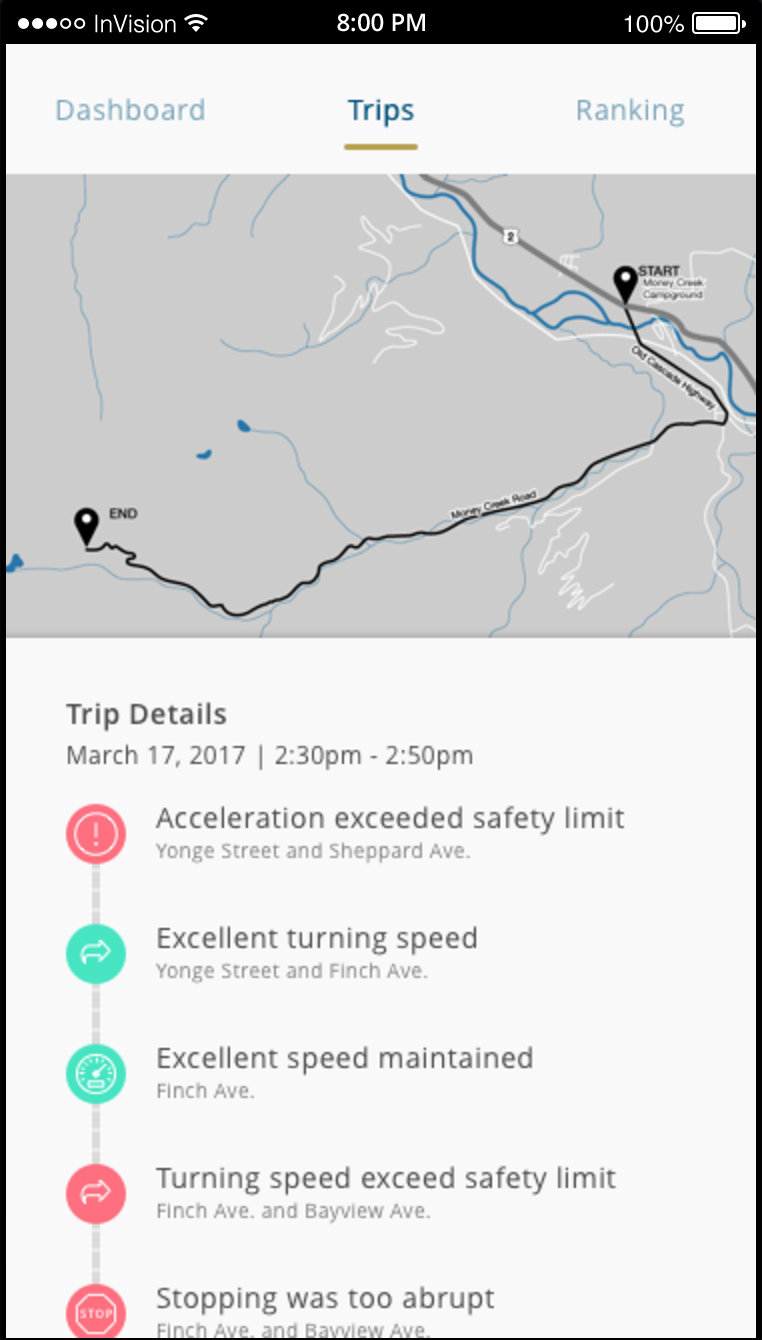 InVision 8:00 PM 100%
Dashboard Trips Ranking
2
START
Money Creek
Campground
Old Cascade Highway
Money Creek Road
END
Trip Details
March 17, 2017 | 2:30pm - 2:50pm
Acceleration exceeded safety limit
Yonge Street and Sheppard Ave.
Excellent turning speed
Yonge Street and Finch Ave.
Excellent speed maintained
Finch Ave.
Turning speed exceed safety limit
Finch Ave. and Bayview Ave.
STOP
Stopping was too abrupt
Finch Ave. and Bayview Ave.